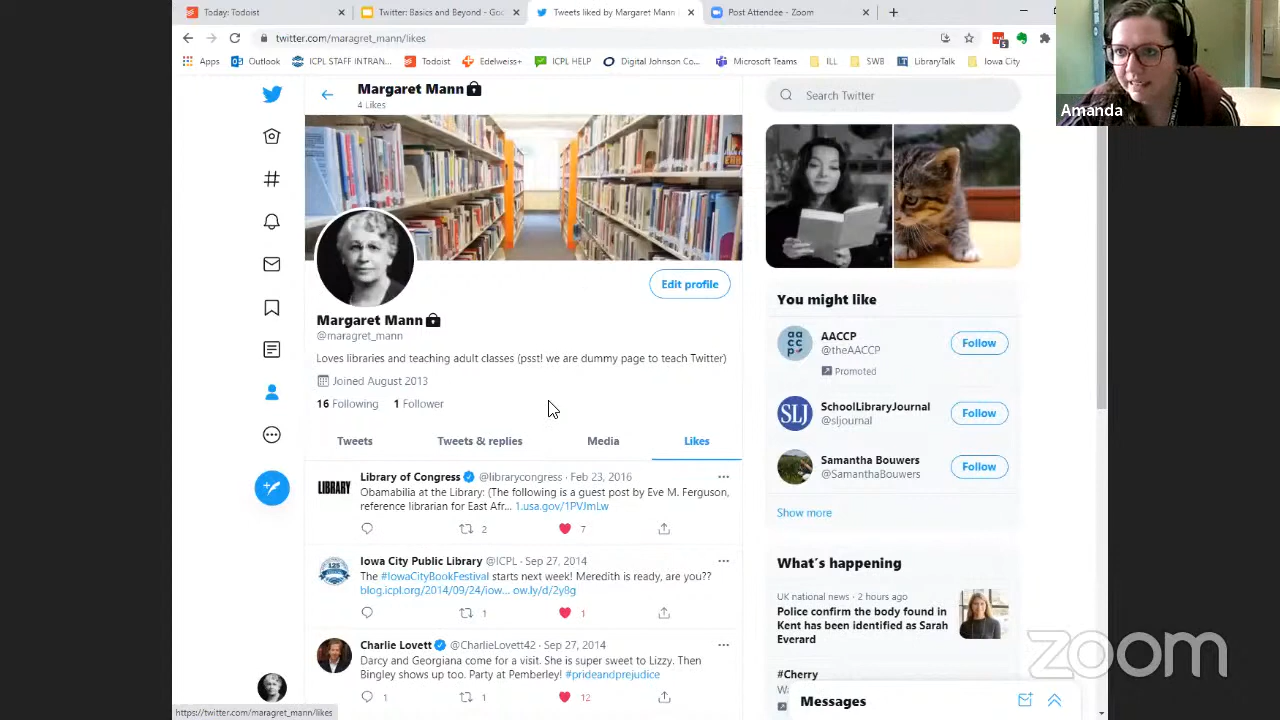 Today: Todoist
Twitter: Basics and Beyond - Goo
Tweets liked by Margaret Mann
Post Attendee - Zoom
twitter.com/maragret_mann/likes
Apps
Outlook
ICPL STAFF INTRAN...
Todoist
Edelweiss+
ICPL HELP
Digital Johnson Co...
Microsoft Teams
ILL
SWB
LibraryTalk
Iowa City
Amanda
Margaret Mann
4 Likes
Search Twitter
Edit profile
Margaret Mann
@maragret_mann
Loves libraries and teaching adult classes (psst! we are dummy page to teach Twitter)
Joined August 2013
16 Following 1 Follower
Tweets
Tweets & replies
Media
Likes
LIBRARY
Library of Congress @librarycongress · Feb 23, 2016
Obamabilia at the Library: (The following is a guest post by Eve M. Ferguson,
reference librarian for East Afr... 1.usa.gov/1PVJmLw
2 7
125
Iowa City Public Library @ICPL · Sep 27, 2014
The #IowaCityBookFestival starts next week! Meredith is ready, are you??
blog.icpl.org/2014/09/24/iow... ow.ly/d/2y8g
1 1
Charlie Lovett @CharlieLovett42 · Sep 27, 2014
Darcy and Georgiana come for a visit. She is super sweet to Lizzy. Then
Bingley shows up too. Party at Pemberley! #prideandprejudice
1 1 12
You might like
aa
cc
p
AACCP
@theAACCP
Promoted
Follow
SLJ
SchoolLibraryJournal
@sljournal
Follow
Samantha Bouwers
@SamanthaBouwers
Follow
Show more
What's happening
UK national news · 2 hours ago
Police confirm the body found in
Kent has been identified as Sarah
Everard
#Cherry
Messages
zoom
https://twitter.com/maragret_mann/likes